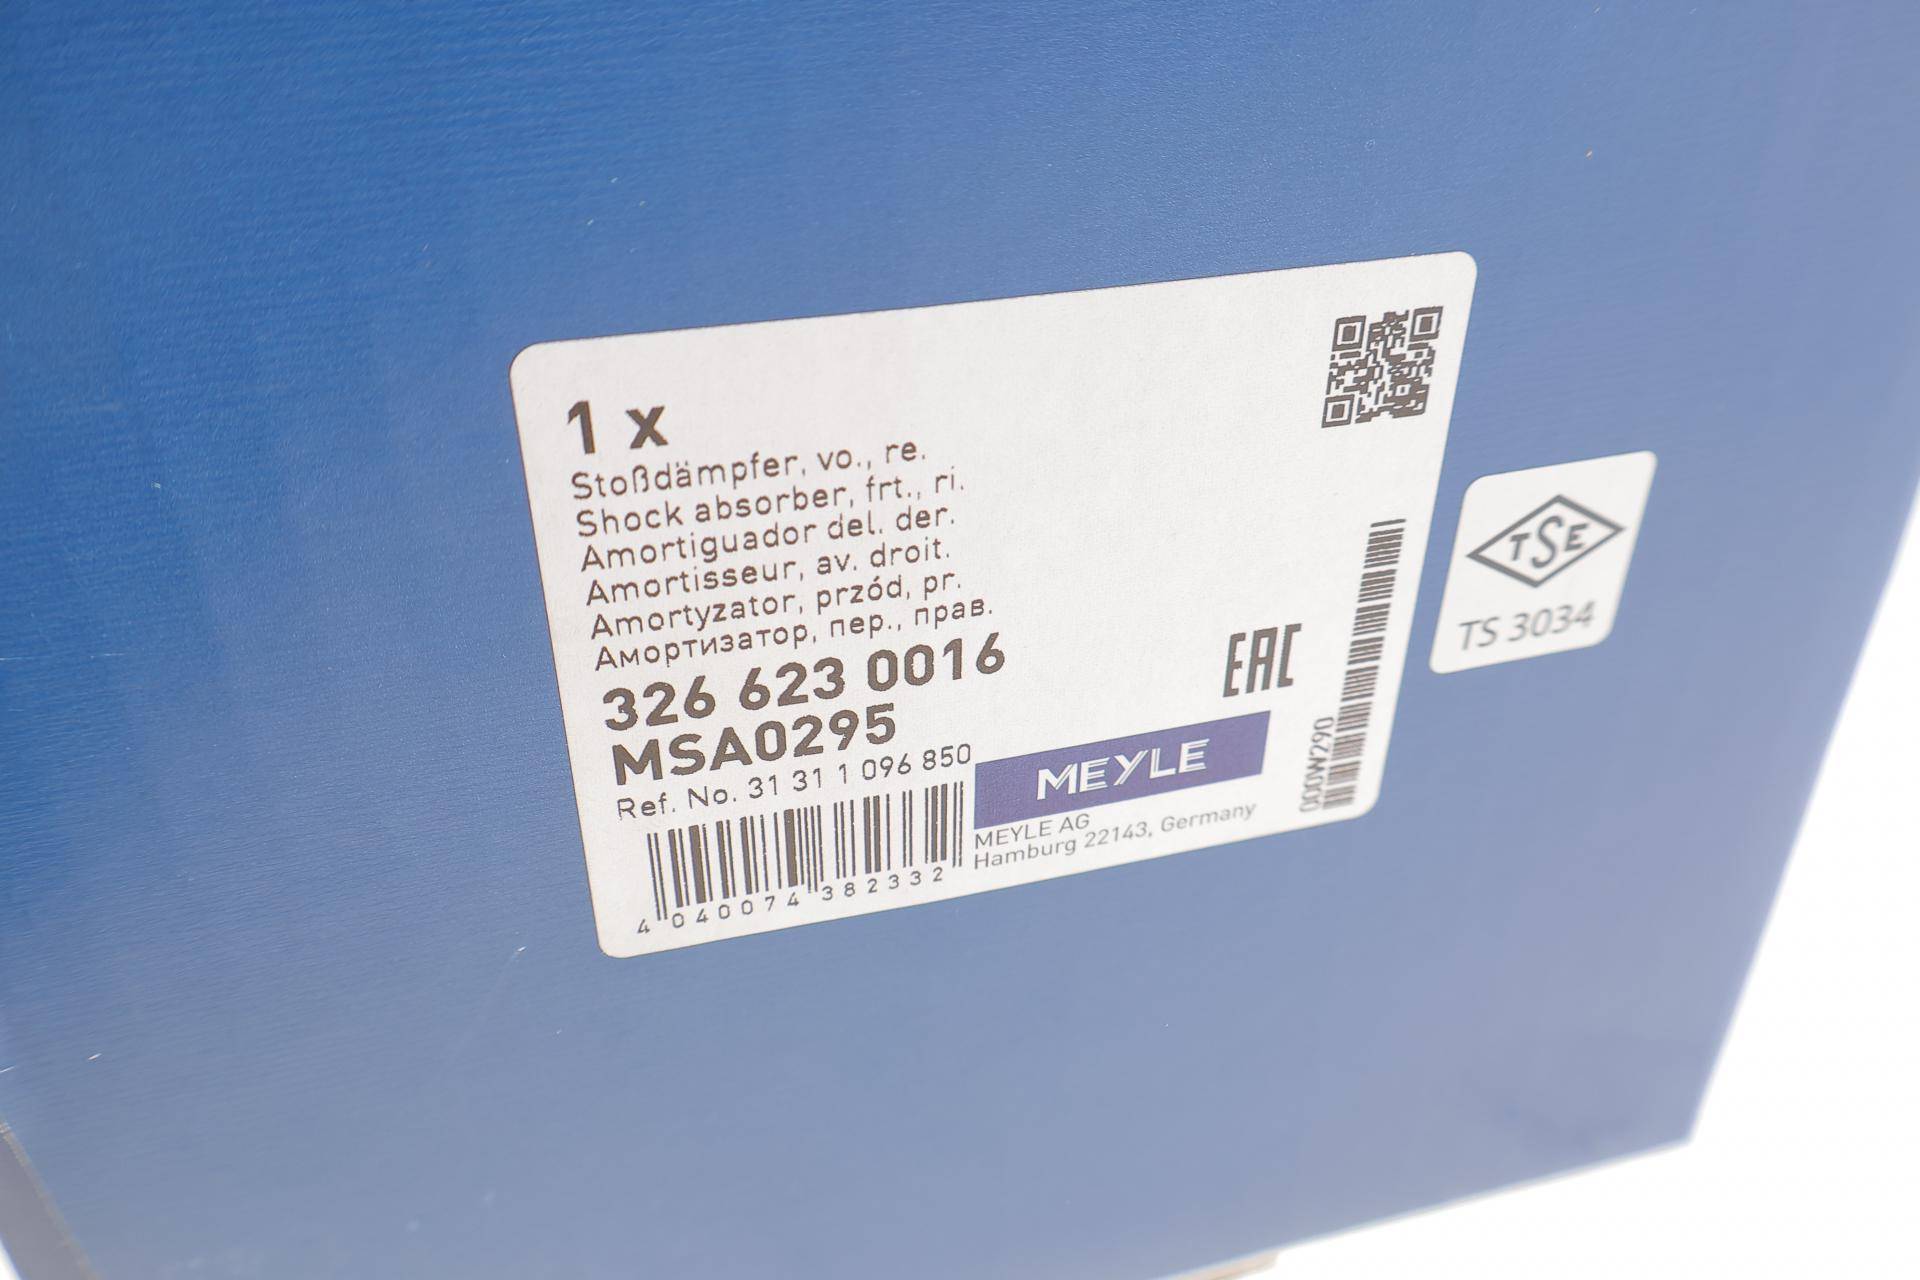 1 x
Stoßdämpfer, vo., re.
Shock absorber, frt., ri.
Amortiguador del. der.
Amortisseur, av. droit.
Amortyzator, przód, pr.
Амортизатор, пер., прав.
326 623 0016
MSA0295
Ref. No. 31 31 1 096 850
4 040074 382332
MEYLE
MEYLE AG
Hamburg 22143, Germany
EAC
000W290
TSE
TS 3034